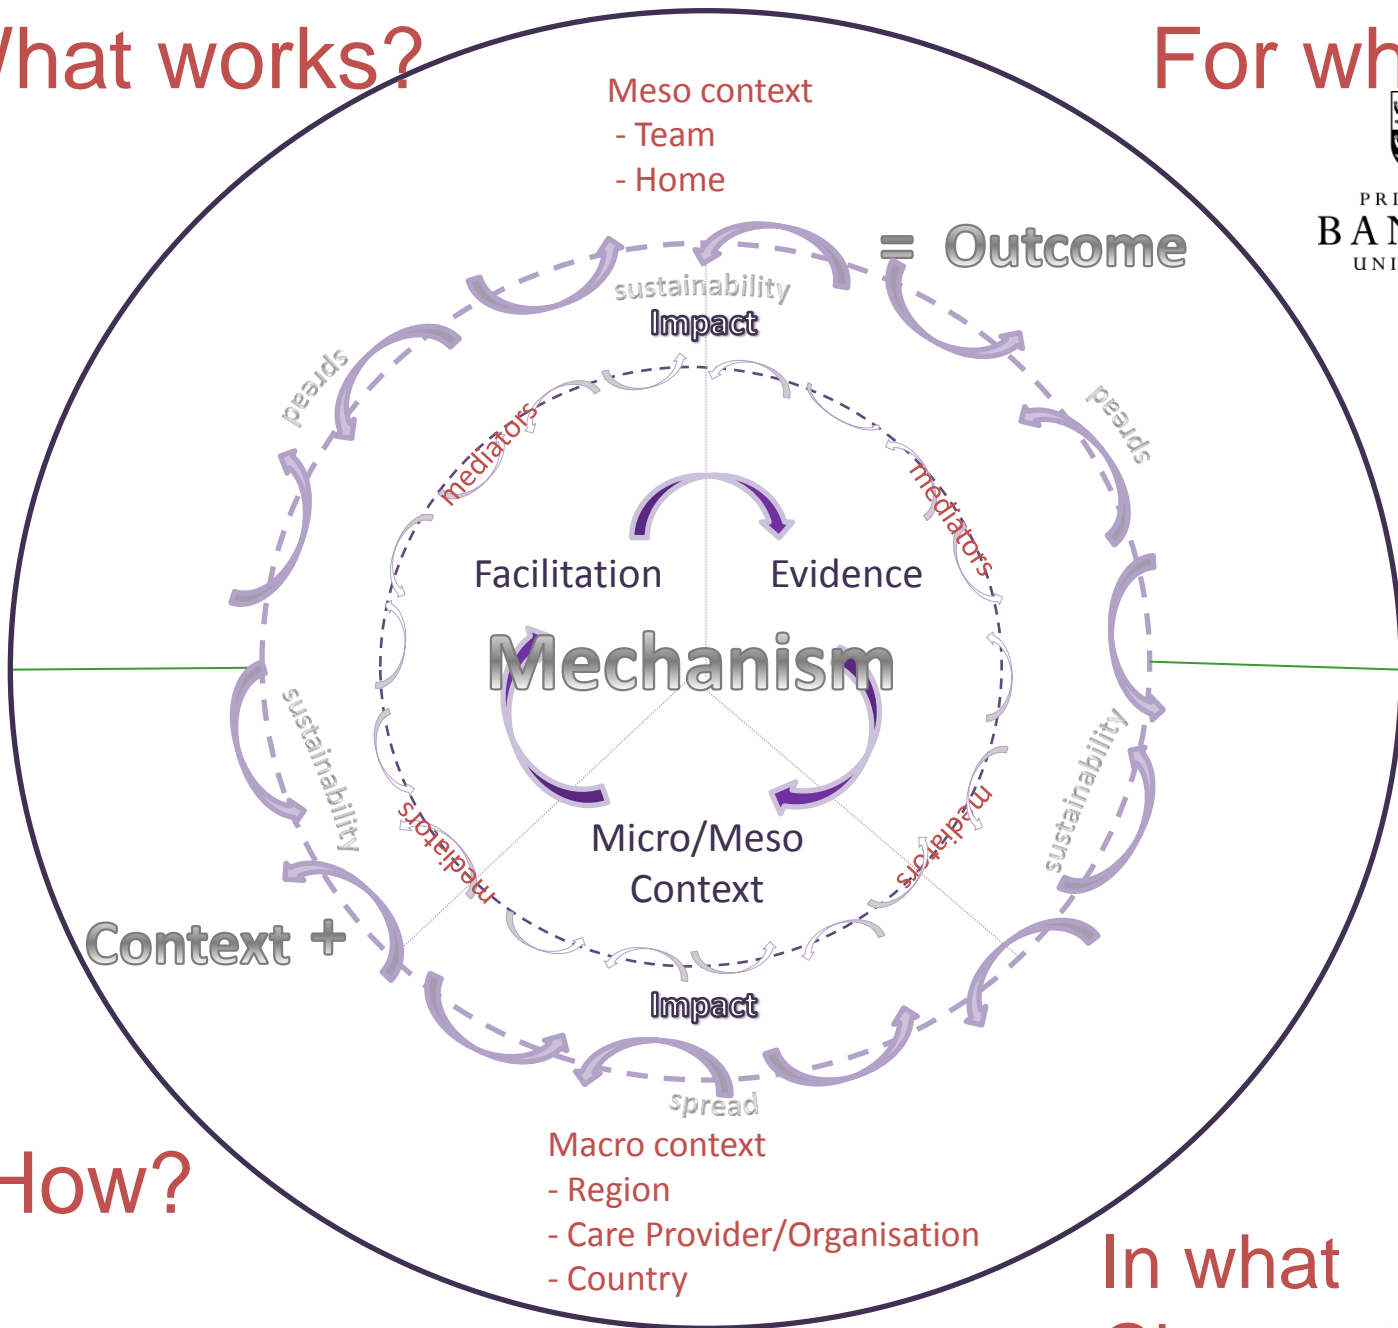 What works?
For wh
Meso context
- Team
- Home
PRI
BAN
UNI
= Outcome
sustainability
Impact
spread
spread
mediators
mediators
Facilitation
Evidence
Mechanism
sustainability
sustainability
mediators
mediators
Micro/Meso
Context
Context +
Impact
spread
Macro context
- Region
- Care Provider/Organisation
- Country
How?
In what